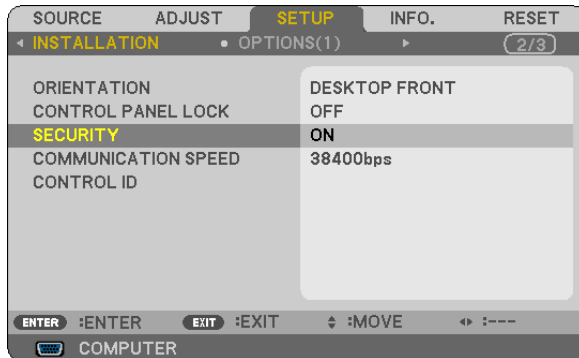 SOURCE ADJUST SETUP INFO. RESET
INSTALLATION • OPTIONS(1) 2/3
ORIENTATION DESKTOP FRONT
CONTROL PANEL LOCK OFF
SECURITY ON
COMMUNICATION SPEED 38400bps
CONTROL ID
ENTER :ENTER EXIT :EXIT :MOVE :---
COMPUTER